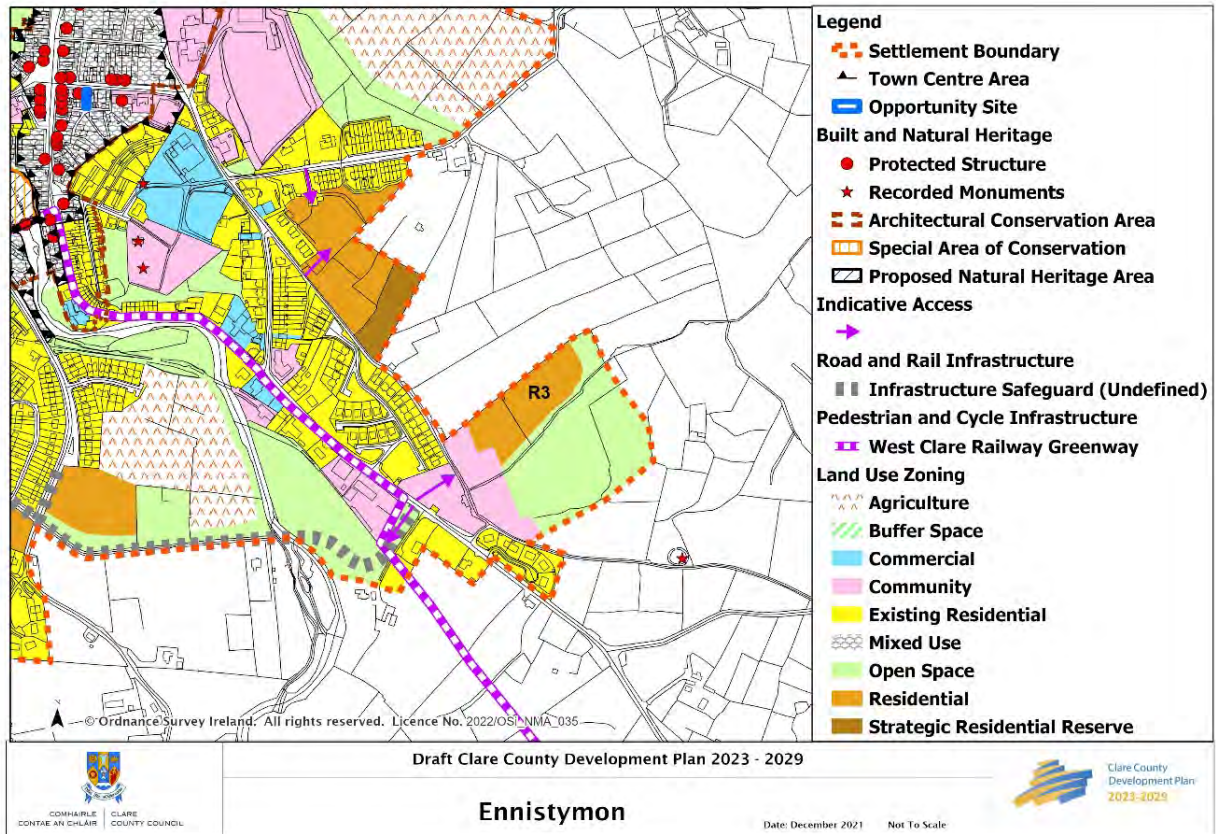 R3
© Ordnance Survey Ireland. All rights reserved. Licence No. 2022/OSI_NMA_035
Legend
Settlement Boundary
Town Centre Area
Opportunity Site
Built and Natural Heritage
Protected Structure
Recorded Monuments
Architectural Conservation Area
Special Area of Conservation
Proposed Natural Heritage Area
Indicative Access
Road and Rail Infrastructure
Infrastructure Safeguard (Undefined)
Pedestrian and Cycle Infrastructure
West Clare Railway Greenway
Land Use Zoning
Agriculture
Buffer Space
Commercial
Community
Existing Residential
Mixed Use
Open Space
Residential
Strategic Residential Reserve
COMHAIRLE CONTAE AN CHLÁIR
CLARE COUNTY COUNCIL
Draft Clare County Development Plan 2023 - 2029
Ennistymon
Date: December 2021 Not To Scale
Clare County
Development Plan
2023-2029